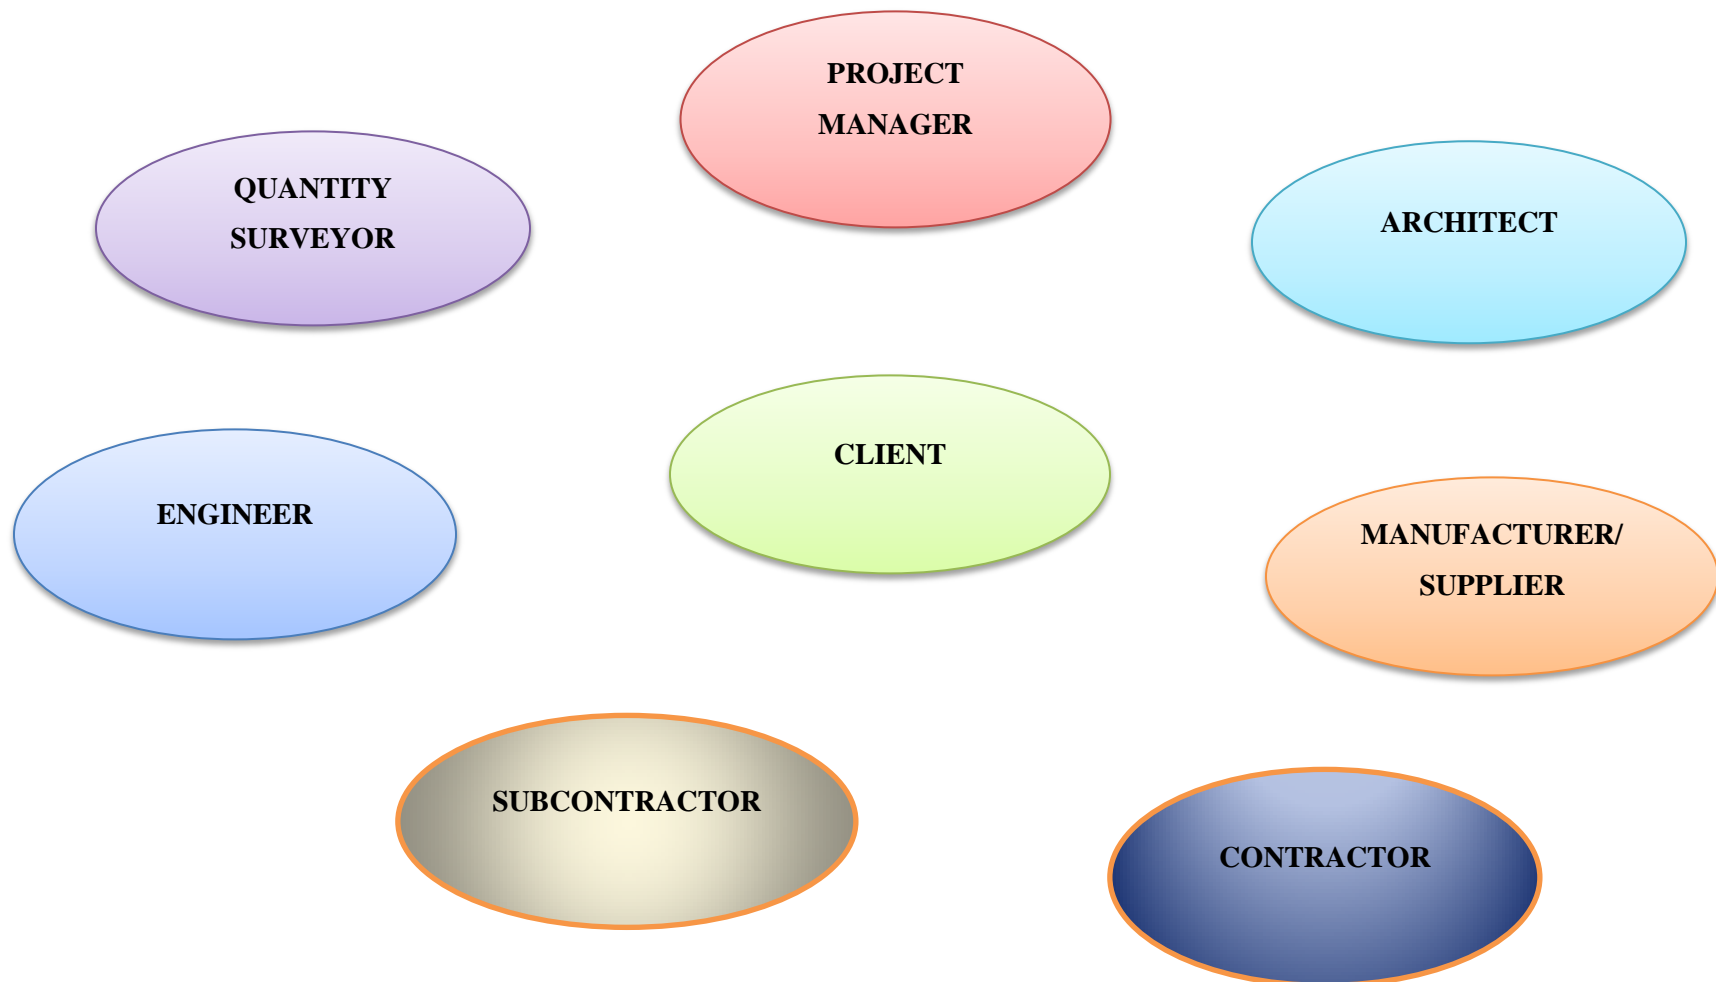 PROJECT
MANAGER
QUANTITY
SURVEYOR
ARCHITECT
CLIENT
ENGINEER
MANUFACTURER/
SUPPLIER
SUBCONTRACTOR
CONTRACTOR